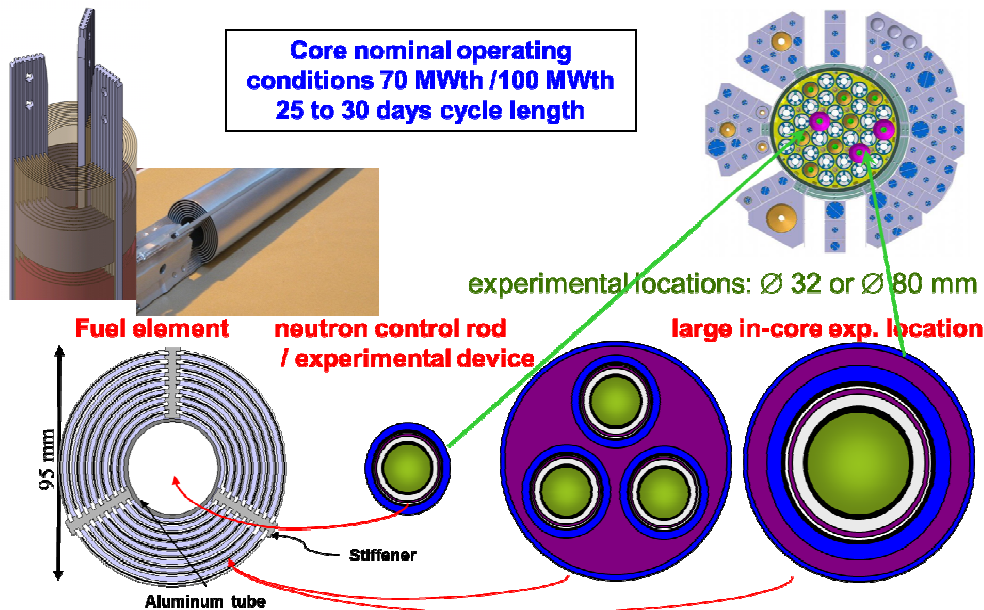 Core nominal operating
conditions 70 MWth /100 MWth
25 to 30 days cycle length
experimental locations: ∅ 32 or ∅ 80 mm
Fuel element
neutron control rod
/ experimental device
large in-core exp. location
95 mm
Stiffener
Aluminum tube